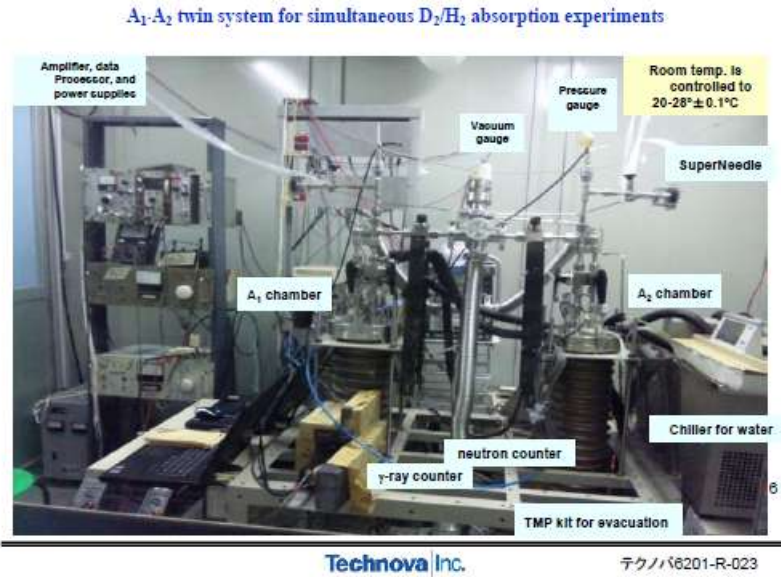 A₁-A₂ twin system for simultaneous D₂/H₂ absorption experiments
Amplifier, data
Processor, and
power supplies
Vacuum
gauge
Pressure
gauge
Room temp. is
controlled to
20-28°±0.1°C
SuperNeedle
A₁ chamber
A₂ chamber
Chiller for water
neutron counter
γ-ray counter
TMP kit for evacuation
6
Technova Inc.
テクノバ6201-R-023